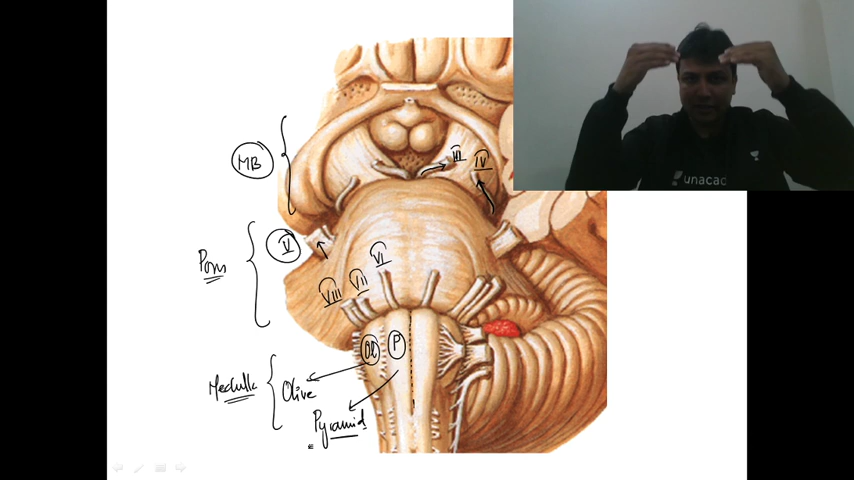 MB
III
IV
unacad
V
Pons
VI
VII
VIII
Ol
P
Medulla
Olive
Pyramid